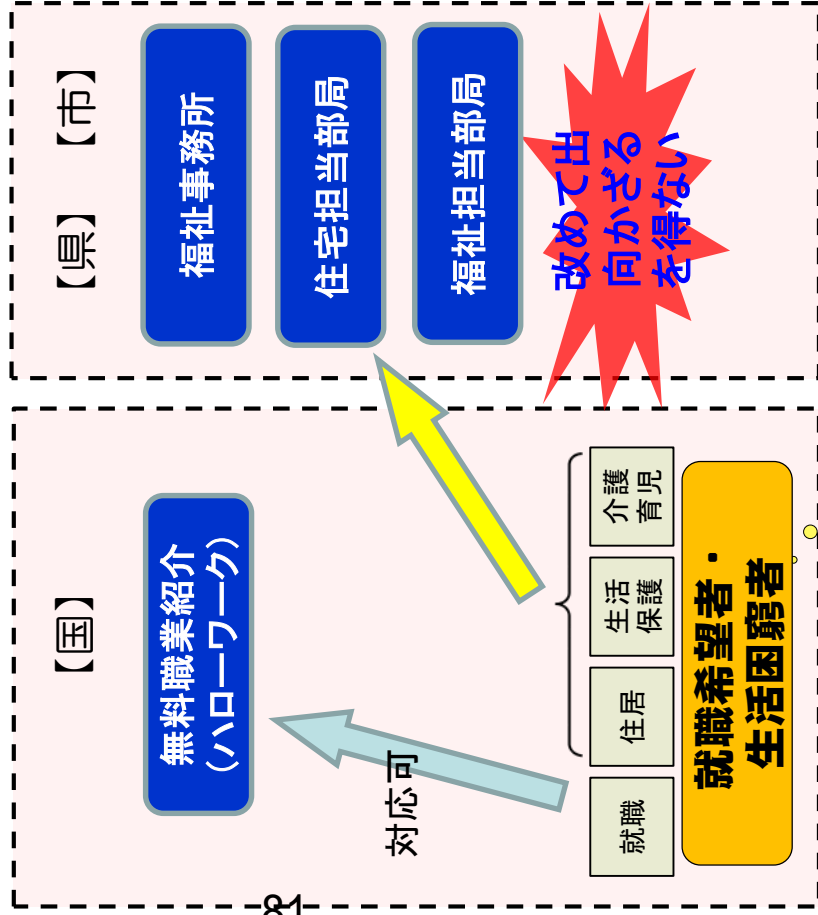 【国】
【県】
【市】
無料職業紹介
（ハローワーク）
福祉事務所
住宅担当部局
福祉担当部局
対応可
改めて出
向かざる
を得ない
就職
住居
生活
保護
介護
育児
就職希望者・
生活困窮者
81